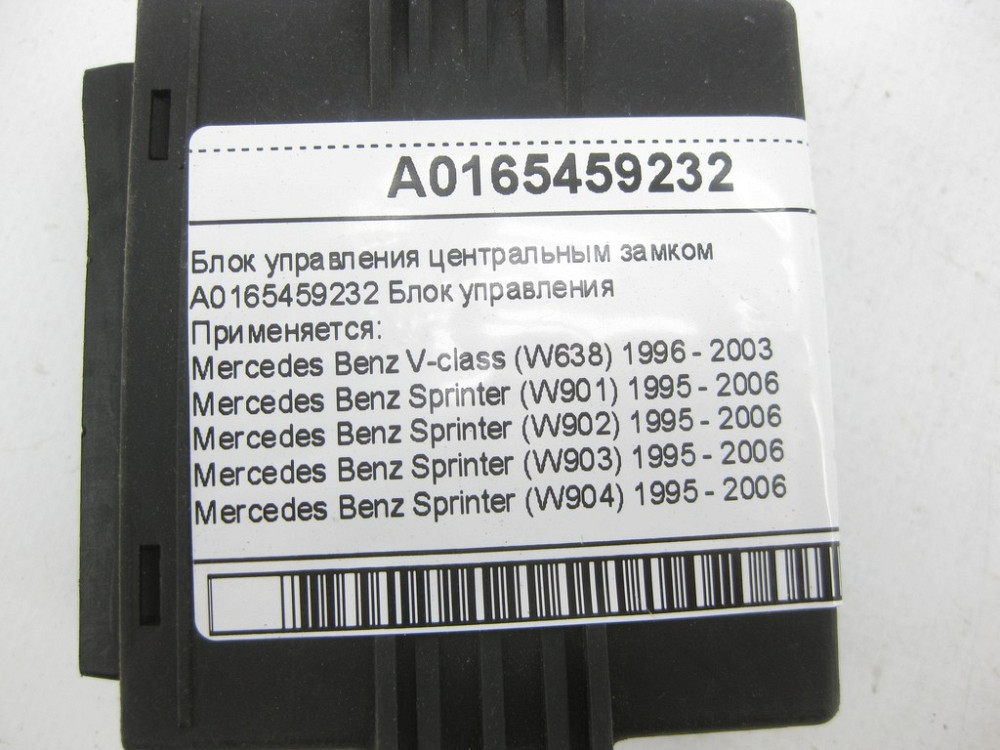 A0165459232
Блок управления центральным замком
A0165459232 Блок управления
Применяется:
Mercedes Benz V-class (W638) 1996 - 2003
Mercedes Benz Sprinter (W901) 1995 - 2006
Mercedes Benz Sprinter (W902) 1995 - 2006
Mercedes Benz Sprinter (W903) 1995 - 2006
Mercedes Benz Sprinter (W904) 1995 - 2006